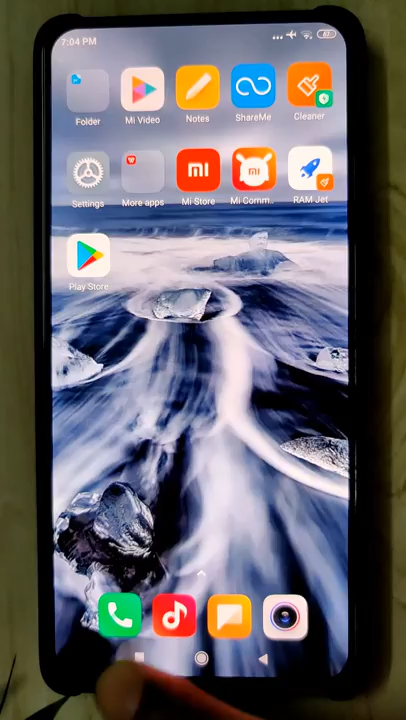 7:04 PM
67
Folder
Mi Video
Notes
ShareMe
Cleaner
Settings
More apps
Mi Store
Mi Comm..
RAM Jet
Play Store